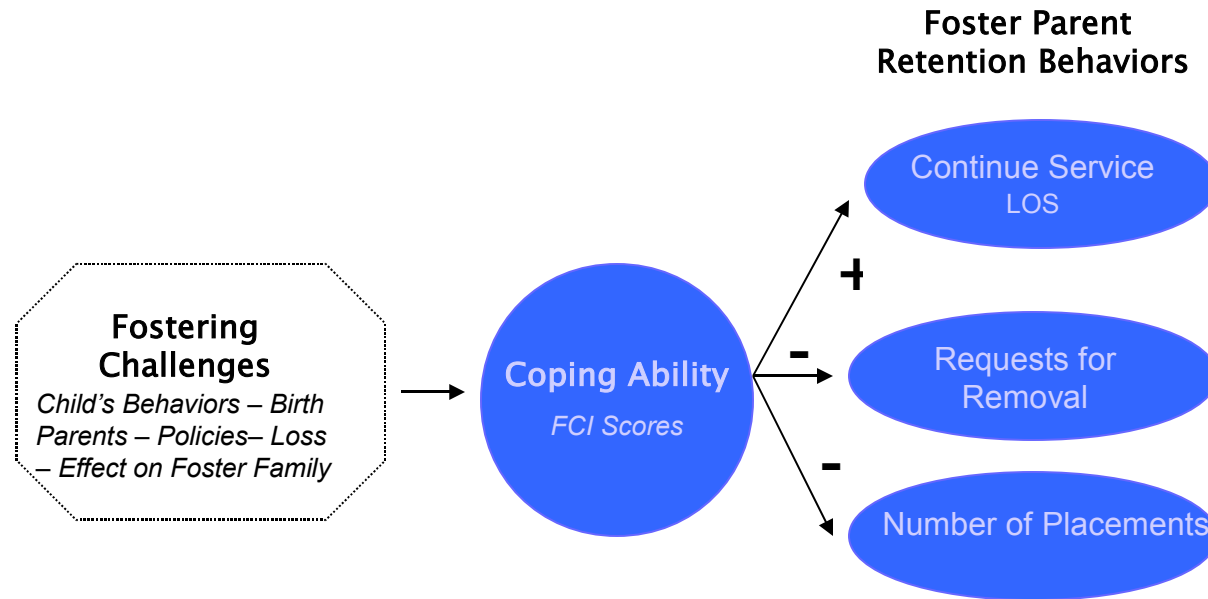 Foster Parent
Retention Behaviors
Continue Service
LOS
+
Fostering
Challenges
Child’s Behaviors – Birth
Parents – Policies– Loss
– Effect on Foster Family
Coping Ability
FCI Scores
-
Requests for
Removal
-
Number of Placements